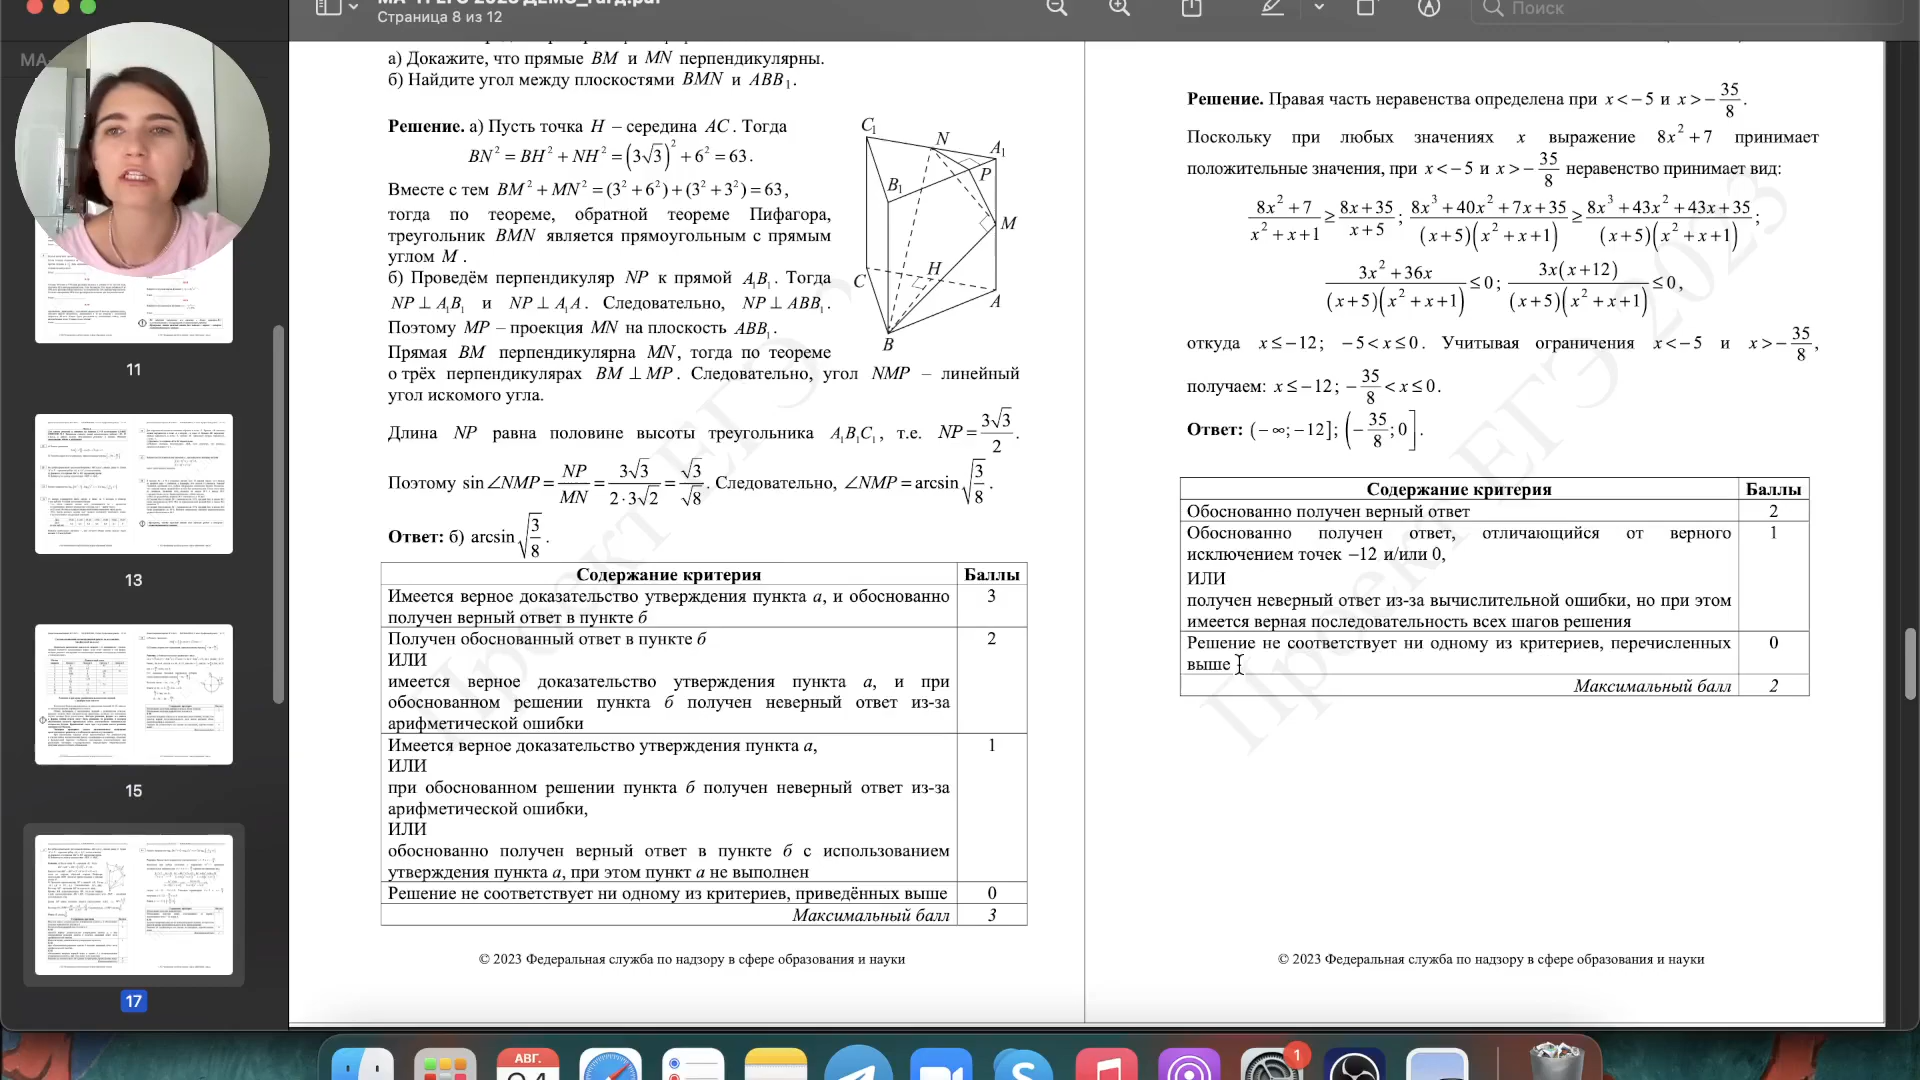 Страница 8 из 12
Поиск
МА-
11
13
15
17
а) Докажите, что прямые BM и MN перпендикулярны.
б) Найдите угол между плоскостями BMN и ABB₁.
Решение. а) Пусть точка H – середина AC. Тогда
BN² = BH² + NH² = (3√3)² + 6² = 63.
Вместе с тем BM² + MN² = (3² + 6²) + (3² + 3²) = 63,
тогда по теореме, обратной теореме Пифагора,
треугольник BMN является прямоугольным с прямым
углом M.
б) Проведём перпендикуляр NP к прямой A₁B₁. Тогда
NP ⊥ A₁B₁ и NP ⊥ A₁A. Следовательно, NP ⊥ ABB₁.
Поэтому MP – проекция MN на плоскость ABB₁.
Прямая BM перпендикулярна MN, тогда по теореме
о трёх перпендикулярах BM ⊥ MP. Следовательно, угол NMP – линейный
угол искомого угла.
Длина NP равна половине высоты треугольника A₁B₁C₁, т.е. NP = 3√3/2.
Поэтому sin∠NMP = NP/MN = 3√3/(2·3√2) = √3/√8. Следовательно, ∠NMP = arcsin√(3/8).
Ответ: б) arcsin√(3/8).
C₁
N
A₁
P
B₁
M
H
C
A
B
Содержание критерия Баллы
Имеется верное доказательство утверждения пункта а, и обоснованно 3
получен верный ответ в пункте б
Получен обоснованный ответ в пункте б 2
ИЛИ
имеется верное доказательство утверждения пункта а, и при
обоснованном решении пункта б получен неверный ответ из-за
арифметической ошибки
Имеется верное доказательство утверждения пункта а, 1
ИЛИ
при обоснованном решении пункта б получен неверный ответ из-за
арифметической ошибки,
ИЛИ
обоснованно получен верный ответ в пункте б с использованием
утверждения пункта а, при этом пункт а не выполнен
Решение не соответствует ни одному из критериев, приведённых выше 0
Максимальный балл 3
© 2023 Федеральная служба по надзору в сфере образования и науки
Решение. Правая часть неравенства определена при x < −5 и x > −35/8.
Поскольку при любых значениях x выражение 8x² + 7 принимает
положительные значения, при x < −5 и x > −35/8 неравенство принимает вид:
(8x² + 7)/(x² + x + 1) ≥ (8x + 35)/(x + 5); (8x³ + 40x² + 7x + 35)/((x + 5)(x² + x + 1)) ≥ (8x³ + 43x² + 43x + 35)/((x + 5)(x² + x + 1));
(3x² + 36x)/((x + 5)(x² + x + 1)) ≤ 0; 3x(x + 12)/((x + 5)(x² + x + 1)) ≤ 0,
откуда x ≤ −12; −5 < x ≤ 0. Учитывая ограничения x < −5 и x > −35/8,
получаем: x ≤ −12; −35/8 < x ≤ 0.
Ответ: (−∞; −12]; (−35/8; 0].
Содержание критерия Баллы
Обоснованно получен верный ответ 2
Обоснованно получен ответ, отличающийся от верного 1
исключением точек −12 и/или 0,
ИЛИ
получен неверный ответ из-за вычислительной ошибки, но при этом
имеется верная последовательность всех шагов решения
Решение не соответствует ни одному из критериев, перечисленных 0
выше
Максимальный балл 2
© 2023 Федеральная служба по надзору в сфере образования и науки
Проект ЕГЭ 2023
АВГ.
1